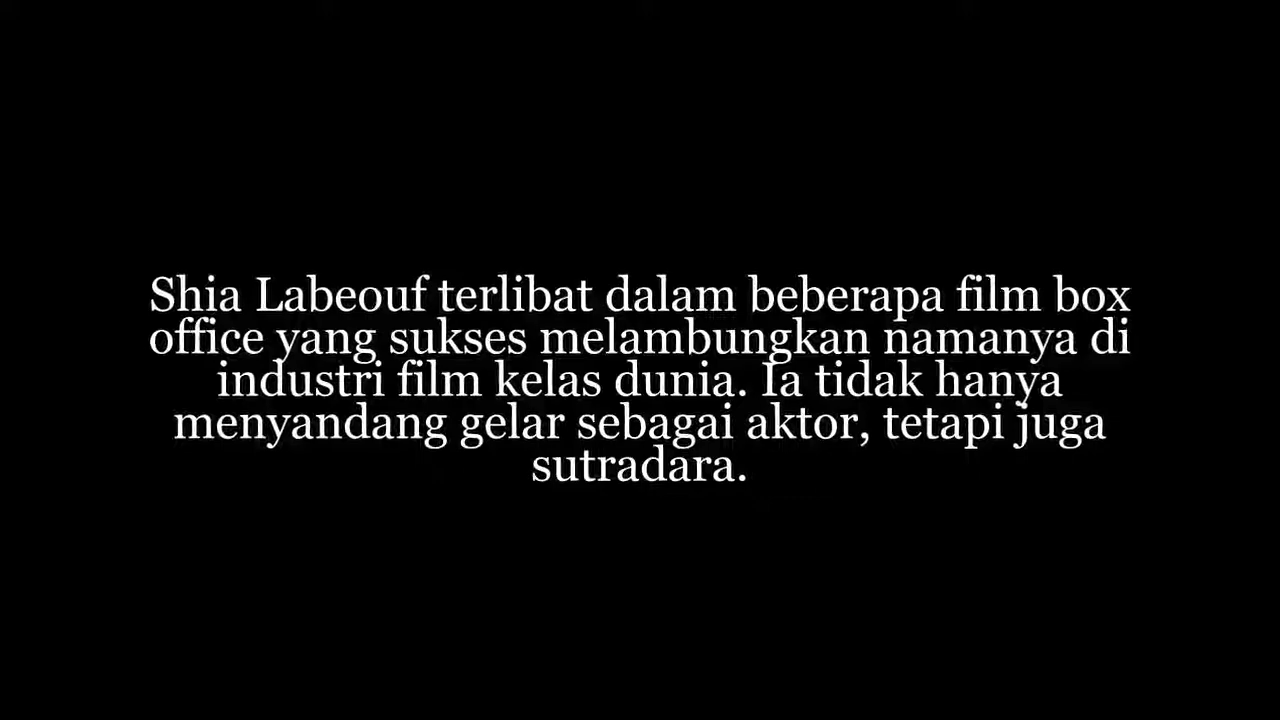 Shia Labeouf terlibat dalam beberapa film box
office yang sukses melambungkan namanya di
industri film kelas dunia. Ia tidak hanya
menyandang gelar sebagai aktor, tetapi juga
sutradara.